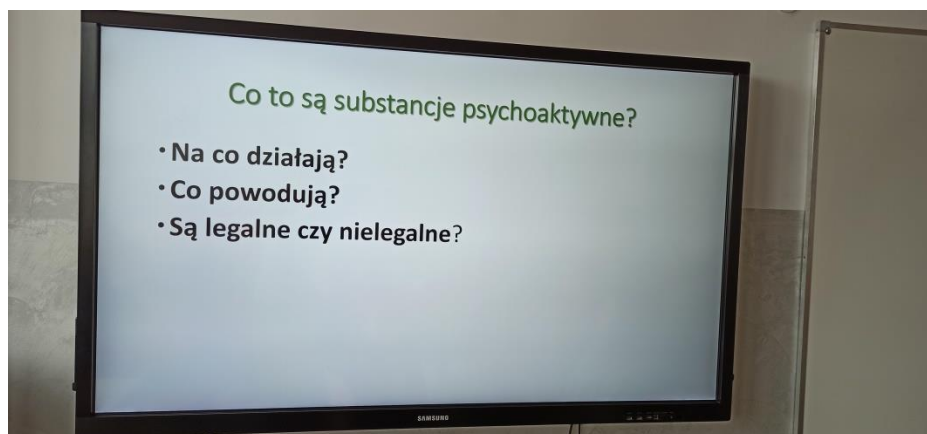 Co to są substancje psychoaktywne?
• Na co działają?
• Co powodują?
• Są legalne czy nielegalne?
SAMSUNG